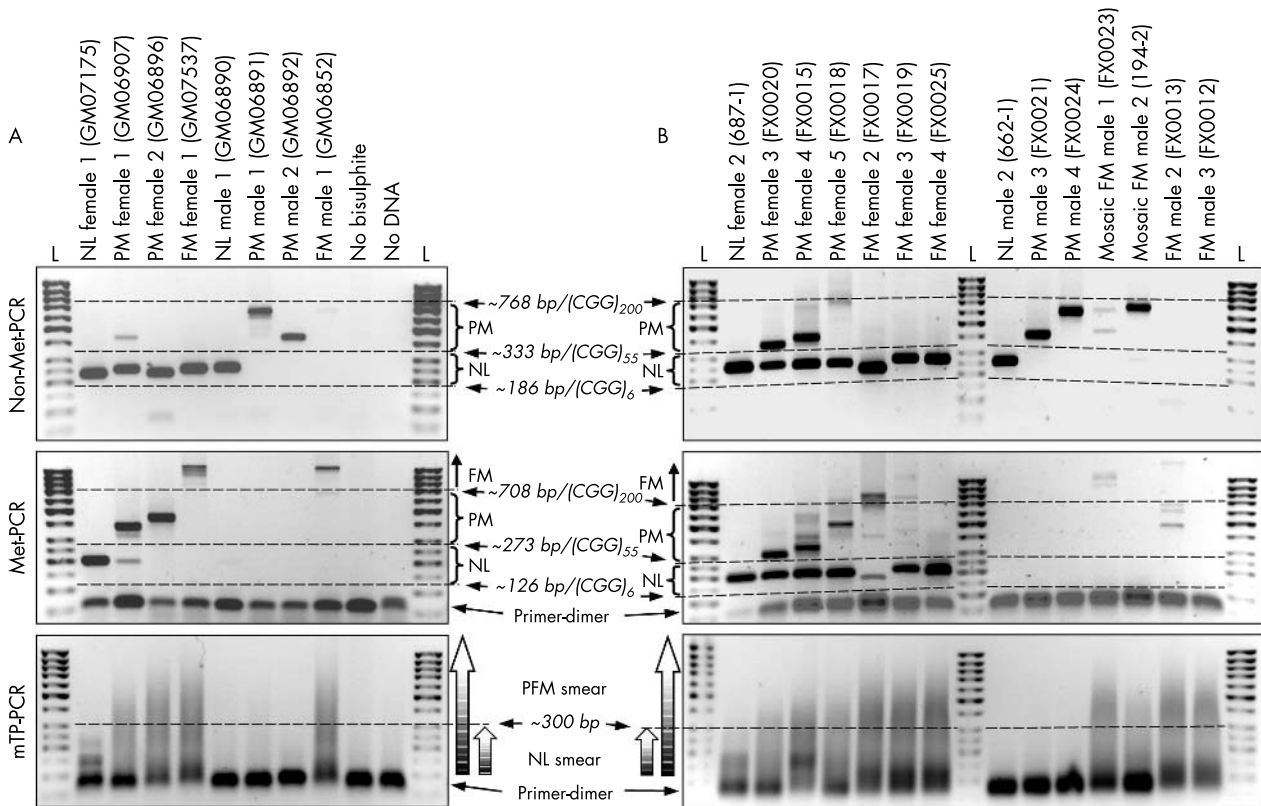 A
L
NL female 1 (GM07175)
PM female 1 (GM06907)
PM female 2 (GM06896)
FM female 1 (GM07537)
NL male 1 (GM06890)
PM male 1 (GM06891)
PM male 2 (GM06892)
FM male 1 (GM06852)
No bisulphite
No DNA
L
B
L
NL female 2 (687-1)
PM female 3 (FX0020)
PM female 4 (FX0015)
PM female 5 (FX0018)
FM female 2 (FX0017)
FM female 3 (FX0019)
FM female 4 (FX0025)
L
NL male 2 (662-1)
PM male 3 (FX0021)
PM male 4 (FX0024)
Mosaic FM male 1 (FX0023)
Mosaic FM male 2 (194-2)
FM male 2 (FX0013)
FM male 3 (FX0012)
L
Non-Met-PCR
~768 bp/(CGG)200
PM PM
~333 bp/(CGG)55
NL NL
~186 bp/(CGG)6
Met-PCR
FM FM
~708 bp/(CGG)200
PM PM
~273 bp/(CGG)55
NL NL
~126 bp/(CGG)6
Primer-dimer
mTP-PCR
PFM smear
~300 bp
NL smear
Primer-dimer